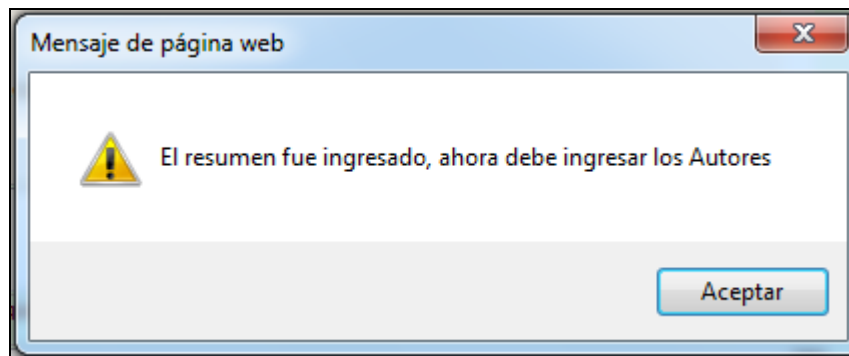 Mensaje de página web
El resumen fue ingresado, ahora debe ingresar los Autores
Aceptar